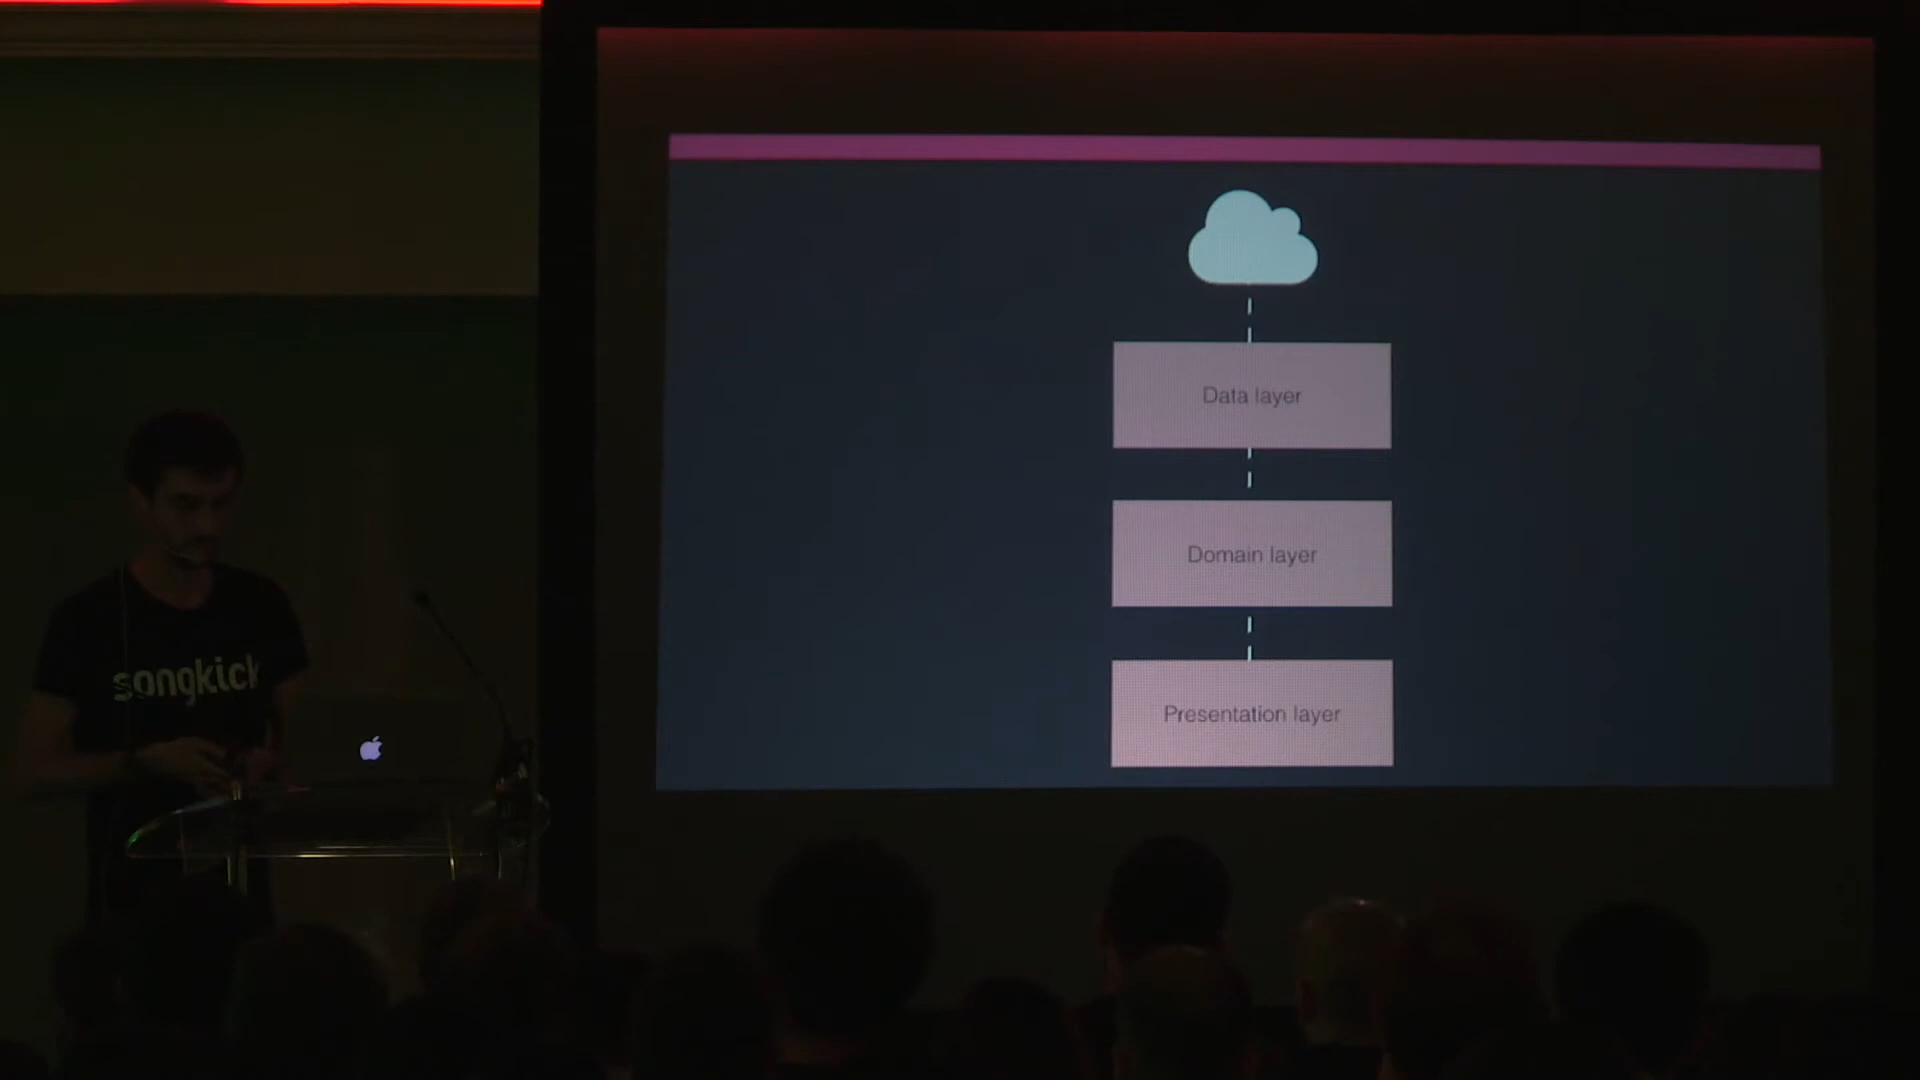 songkick
Data layer
Domain layer
Presentation layer